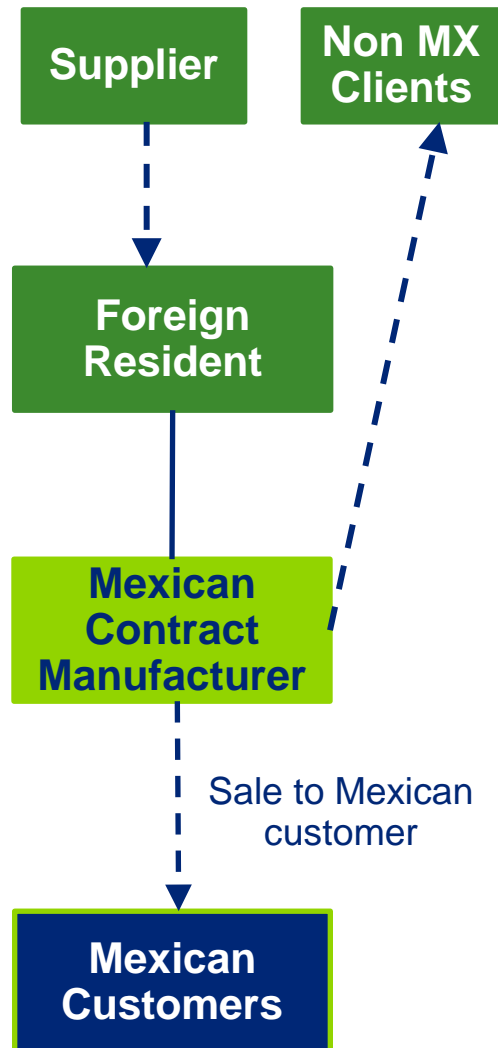 Supplier
Non MX
Clients
Foreign
Resident
Mexican
Contract
Manufacturer
Sale to Mexican
customer
Mexican
Customers